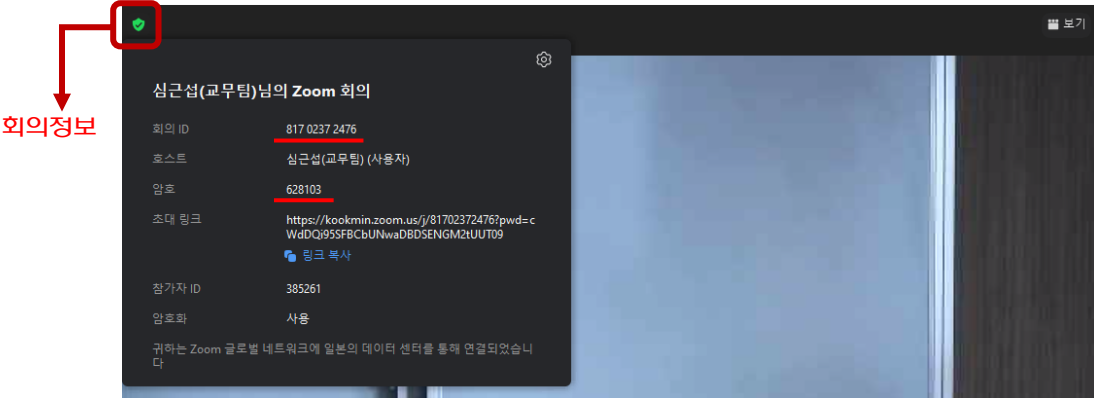 보기
심근섭(교무팀)님의 Zoom 회의
회의정보
회의 ID 817 0237 2476
호스트 심근섭(교무팀) (사용자)
암호 628103
초대 링크 https://kookmin.zoom.us/j/81702372476?pwd=c
WdDQi95SFBCbUNwaDBDSENGM2tUUT09
링크 복사
참가자 ID 385261
암호화 사용
귀하는 Zoom 글로벌 네트워크에 일본의 데이터 센터를 통해 연결되었습니
다